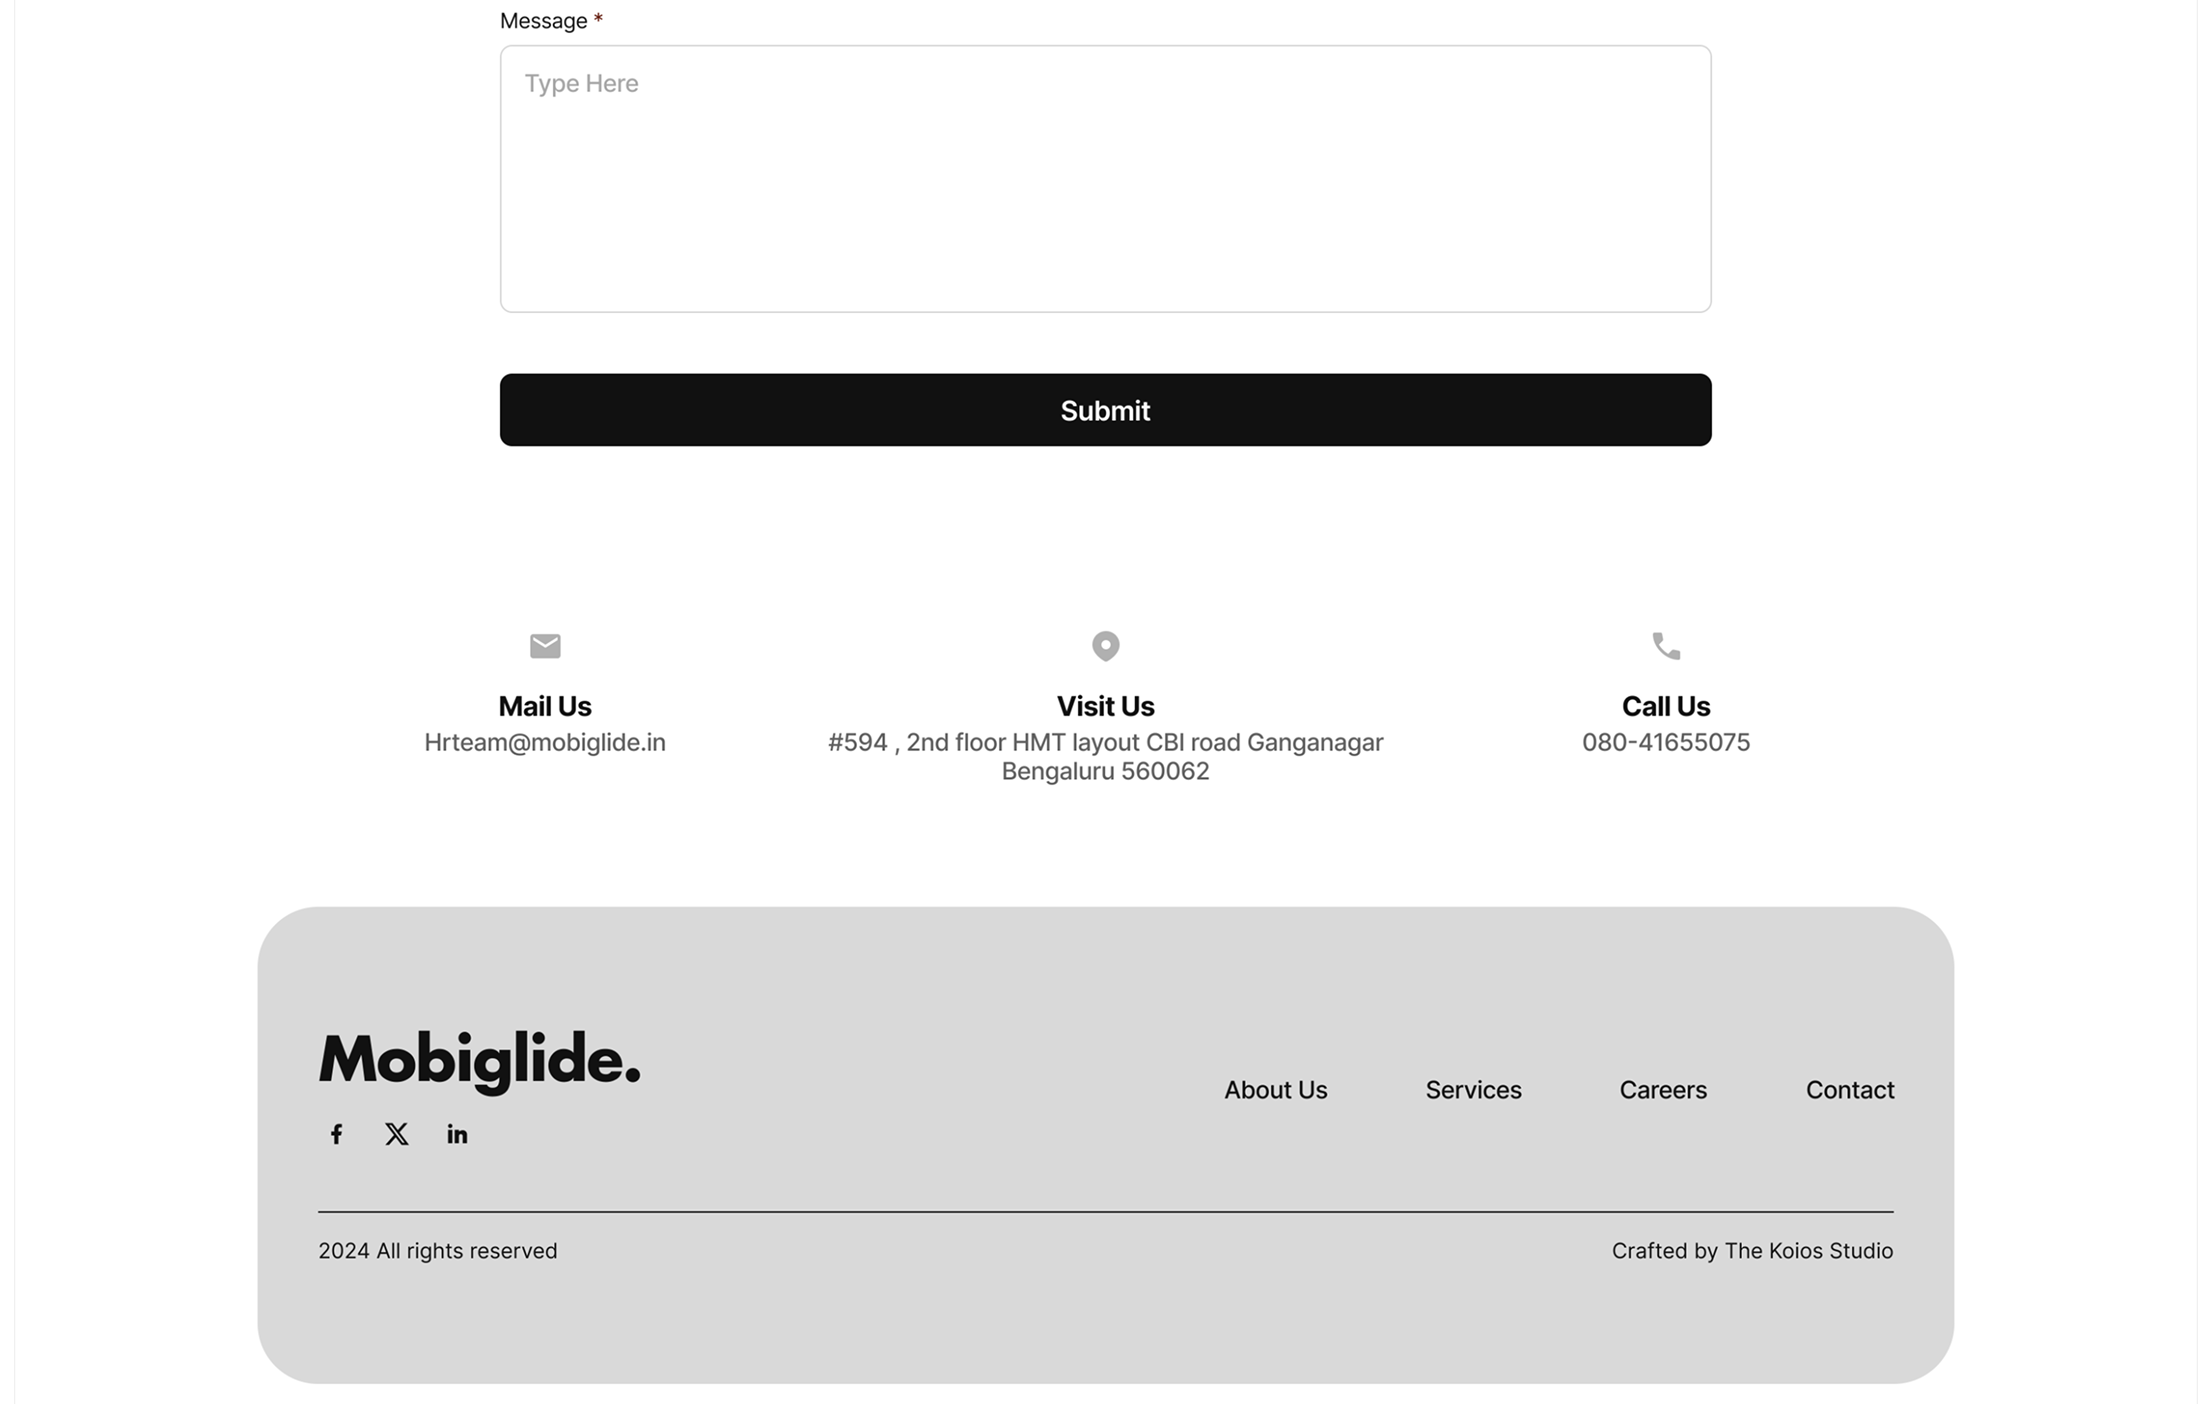 Message *
Type Here
Submit
Mail Us
Hrteam@mobiglide.in
Visit Us
#594 , 2nd floor HMT layout CBI road Ganganagar
Bengaluru 560062
Call Us
080-41655075
Mobiglide.
About Us
Services
Careers
Contact
2024 All rights reserved
Crafted by The Koios Studio